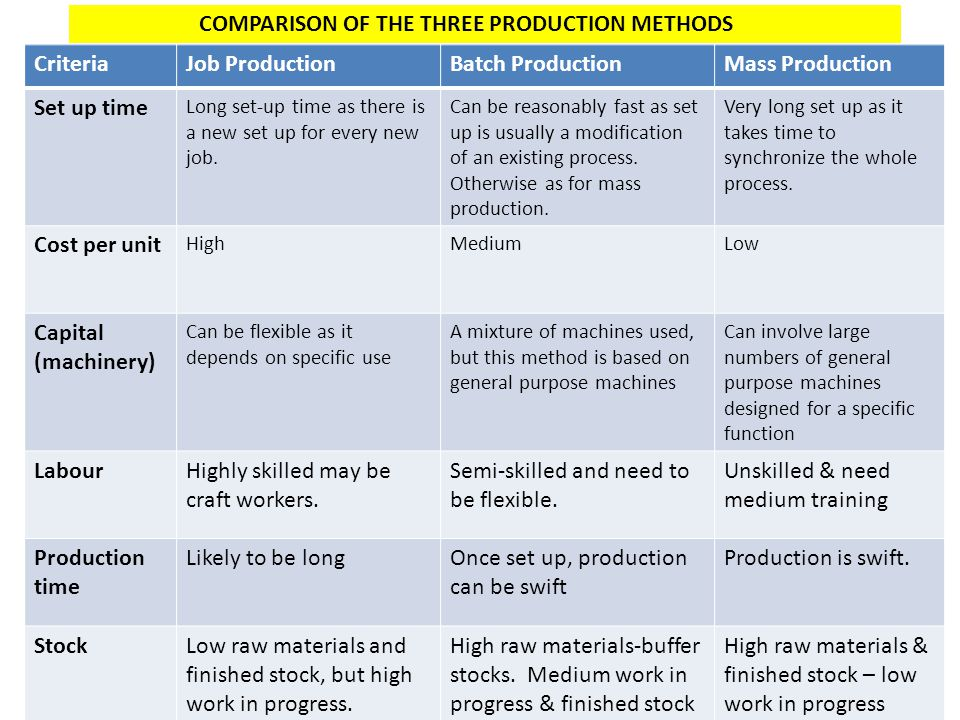 COMPARISON OF THE THREE PRODUCTION METHODS
Criteria
Job Production
Batch Production
Mass Production
Set up time
Long set-up time as there is
a new set up for every new
job.
Can be reasonably fast as set
up is usually a modification
of an existing process.
Otherwise as for mass
production.
Very long set up as it
takes time to
synchronize the whole
process.
Cost per unit
High
Medium
Low
Capital
(machinery)
Can be flexible as it
depends on specific use
A mixture of machines used,
but this method is based on
general purpose machines
Can involve large
numbers of general
purpose machines
designed for a specific
function
Labour
Highly skilled may be
craft workers.
Semi-skilled and need to
be flexible.
Unskilled & need
medium training
Production
time
Likely to be long
Once set up, production
can be swift
Production is swift.
Stock
Low raw materials and
finished stock, but high
work in progress.
High raw materials-buffer
stocks. Medium work in
progress & finished stock
High raw materials &
finished stock – low
work in progress